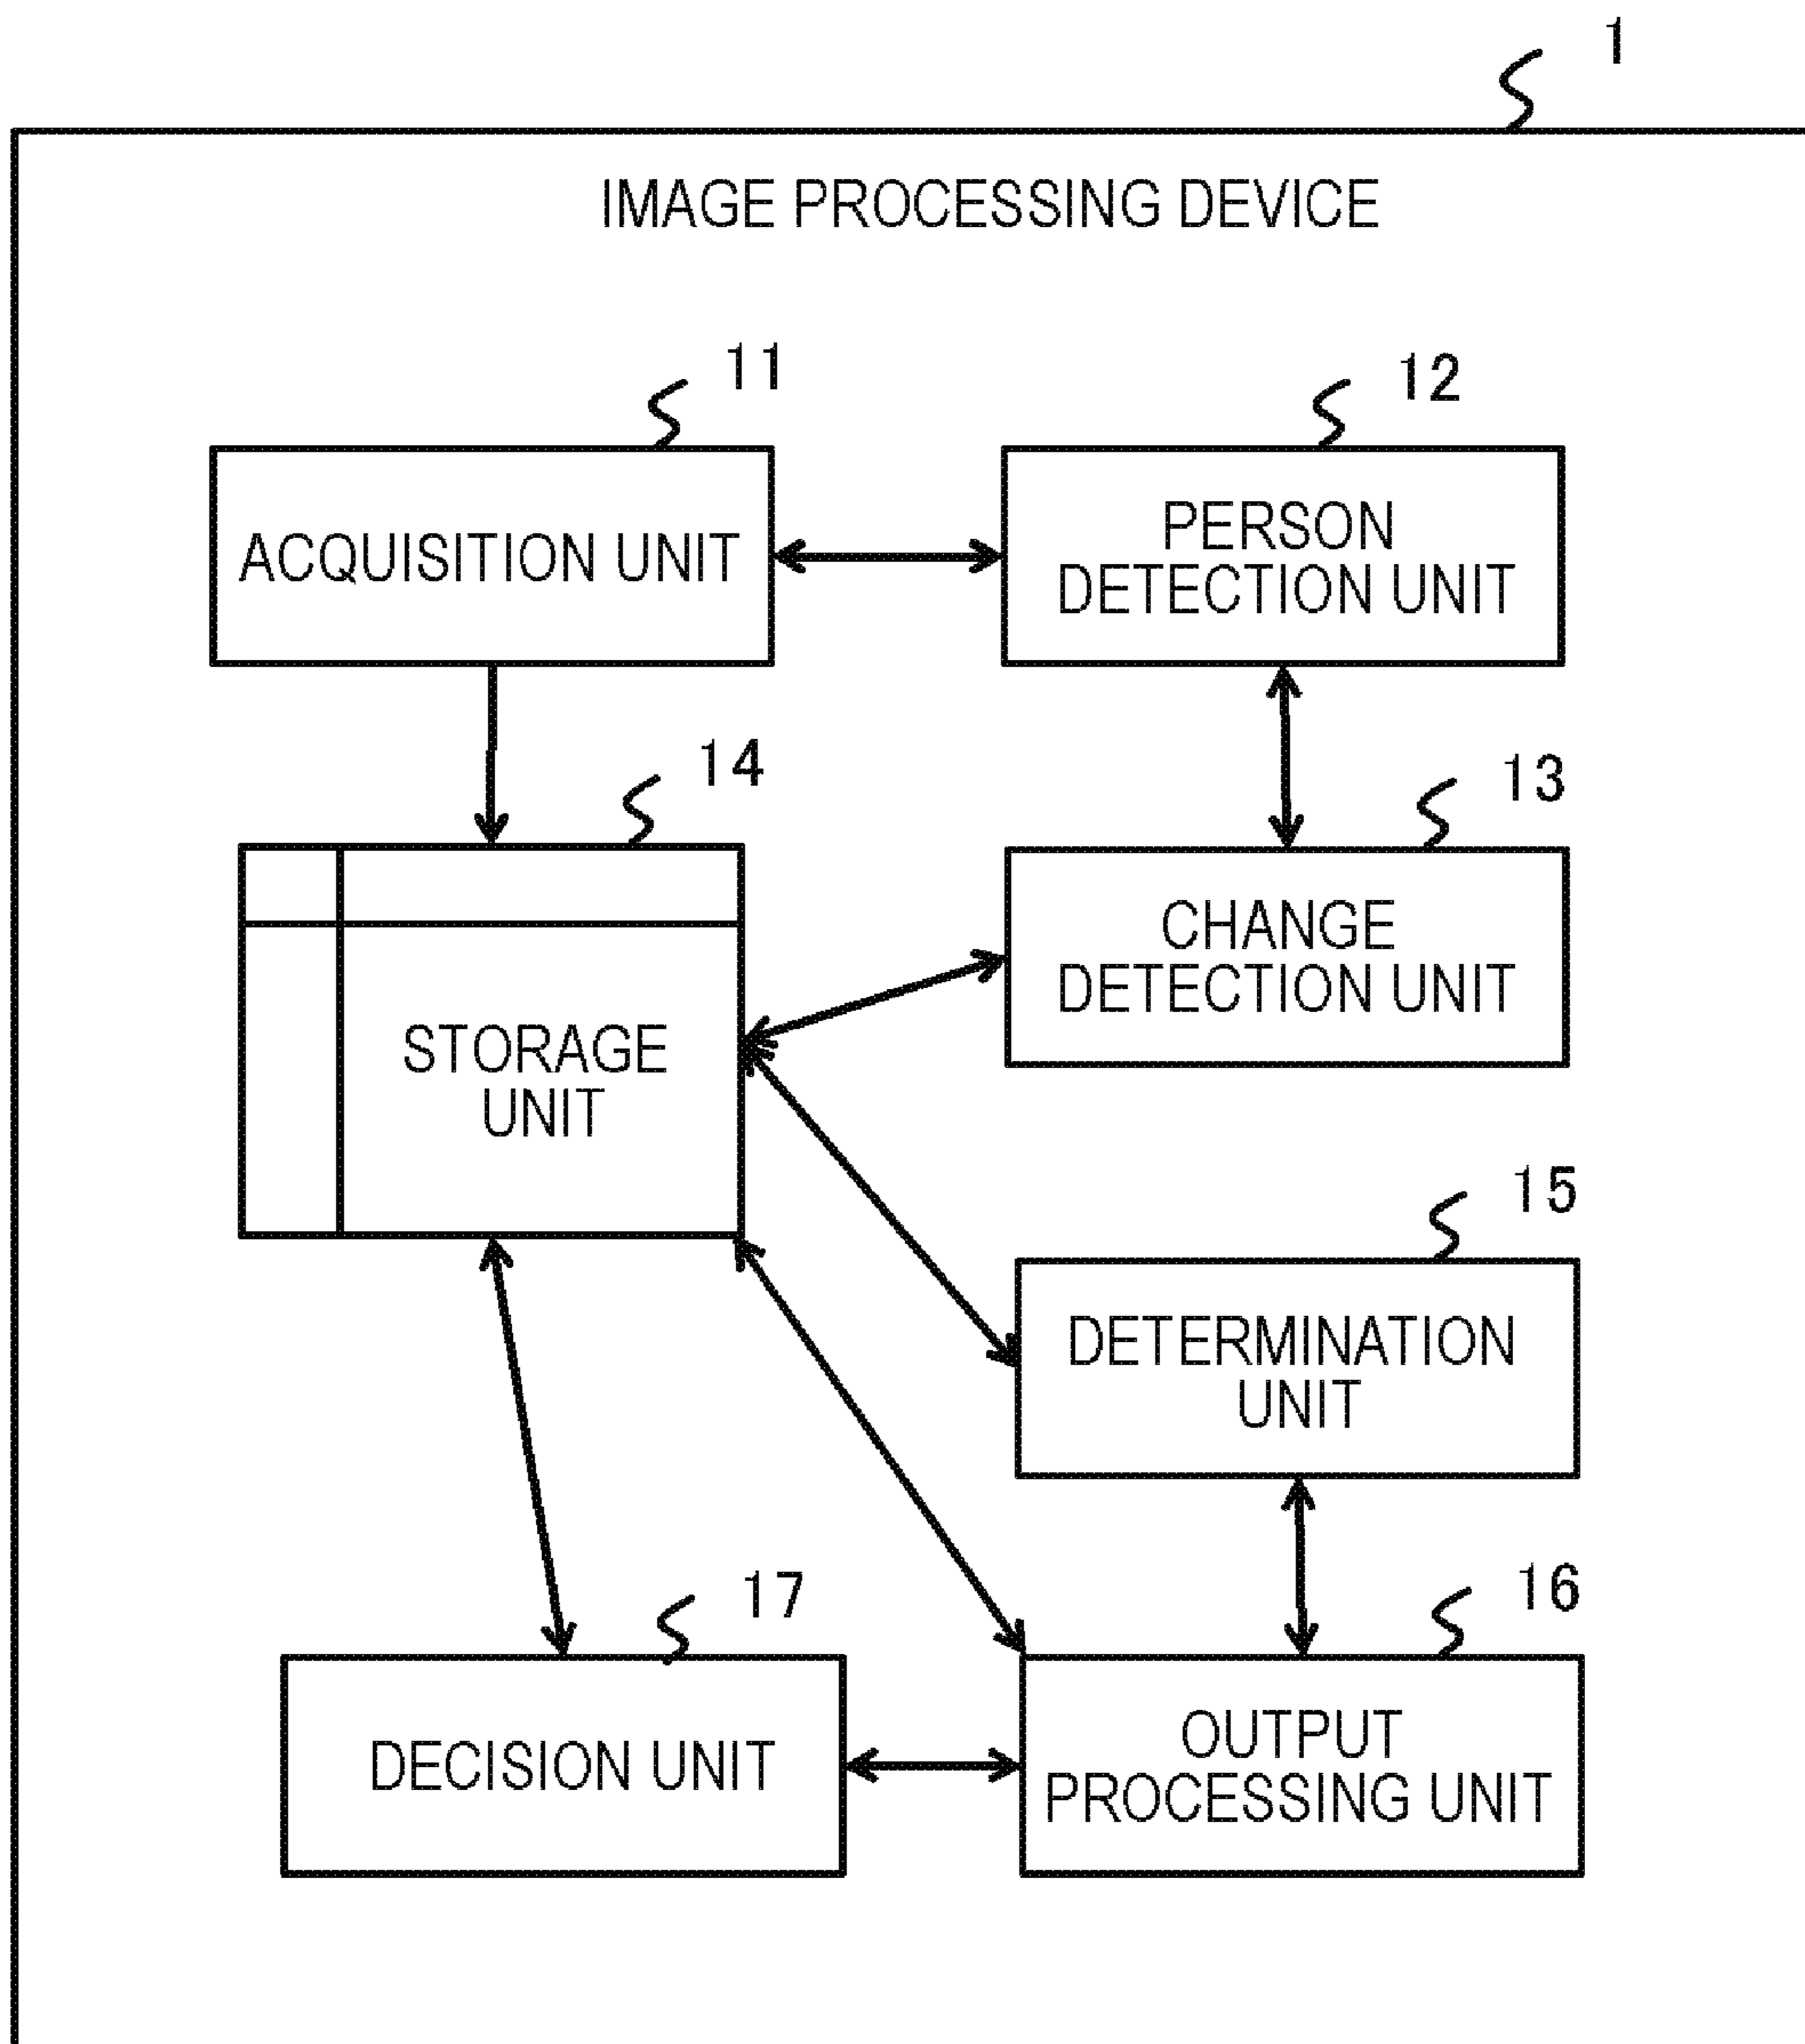 1
IMAGE PROCESSING DEVICE
11
ACQUISITION UNIT
12
PERSON
DETECTION UNIT
14
STORAGE
UNIT
13
CHANGE
DETECTION UNIT
15
DETERMINATION
UNIT
17
DECISION UNIT
16
OUTPUT
PROCESSING UNIT